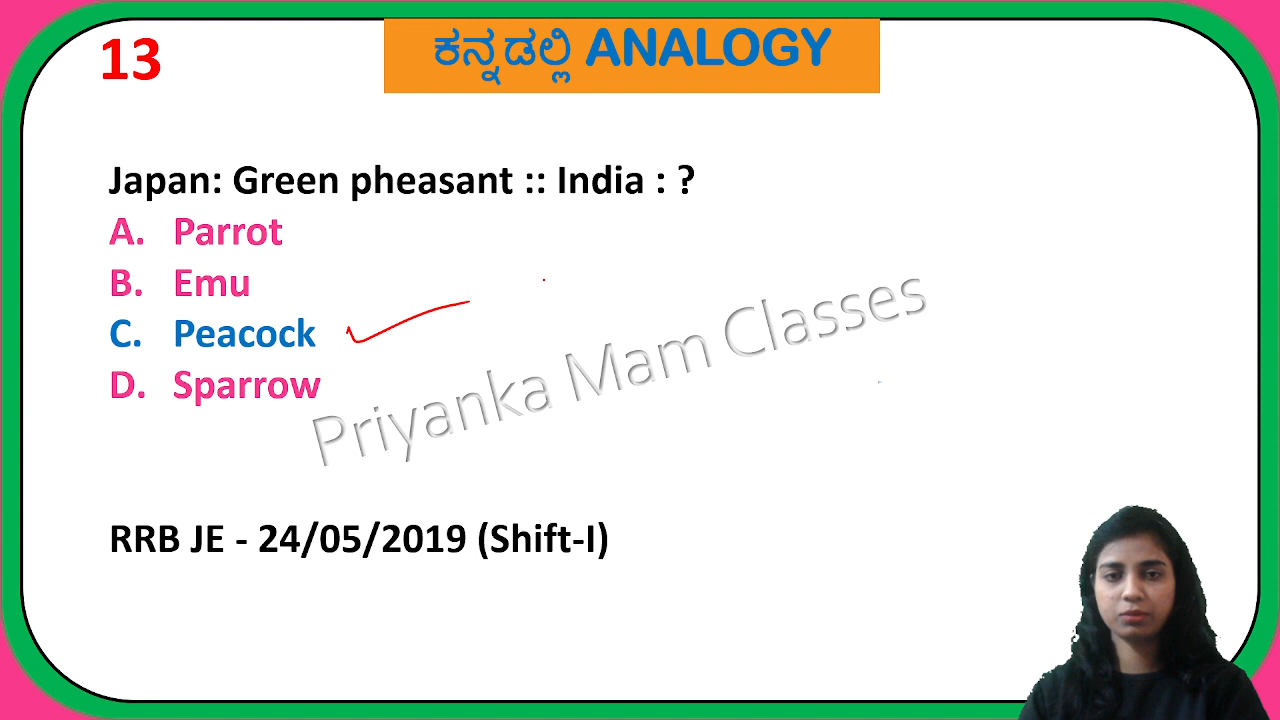 13
ಕನ್ನಡಲ್ಲಿ ANALOGY
Japan: Green pheasant :: India : ?
A. Parrot
B. Emu
C. Peacock
D. Sparrow
Priyanka Mam Classes
RRB JE - 24/05/2019 (Shift-I)